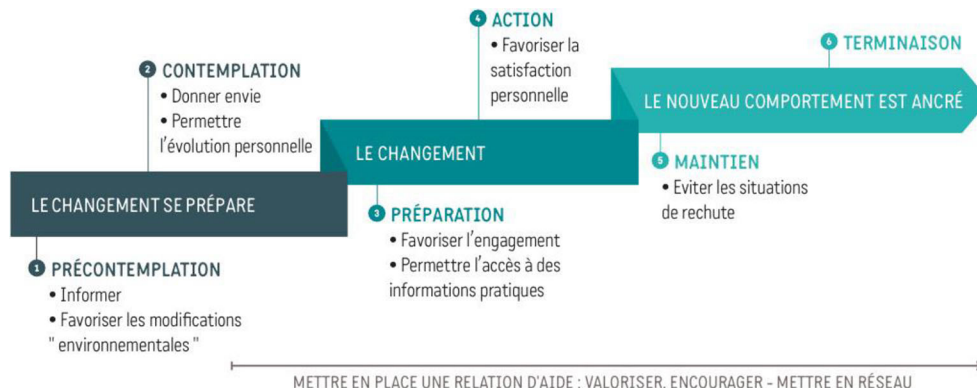 4 ACTION
• Favoriser la
satisfaction
personnelle
6 TERMINAISON
2 CONTEMPLATION
• Donner envie
• Permettre
l'évolution personnelle
LE NOUVEAU COMPORTEMENT EST ANCRÉ
LE CHANGEMENT
5 MAINTIEN
• Eviter les situations
de rechute
LE CHANGEMENT SE PRÉPARE
3 PRÉPARATION
• Favoriser l'engagement
• Permettre l'accès à des
informations pratiques
1 PRÉCONTEMPLATION
• Informer
• Favoriser les modifications
" environnementales "
METTRE EN PLACE UNE RELATION D'AIDE : VALORISER, ENCOURAGER - METTRE EN RÉSEAU